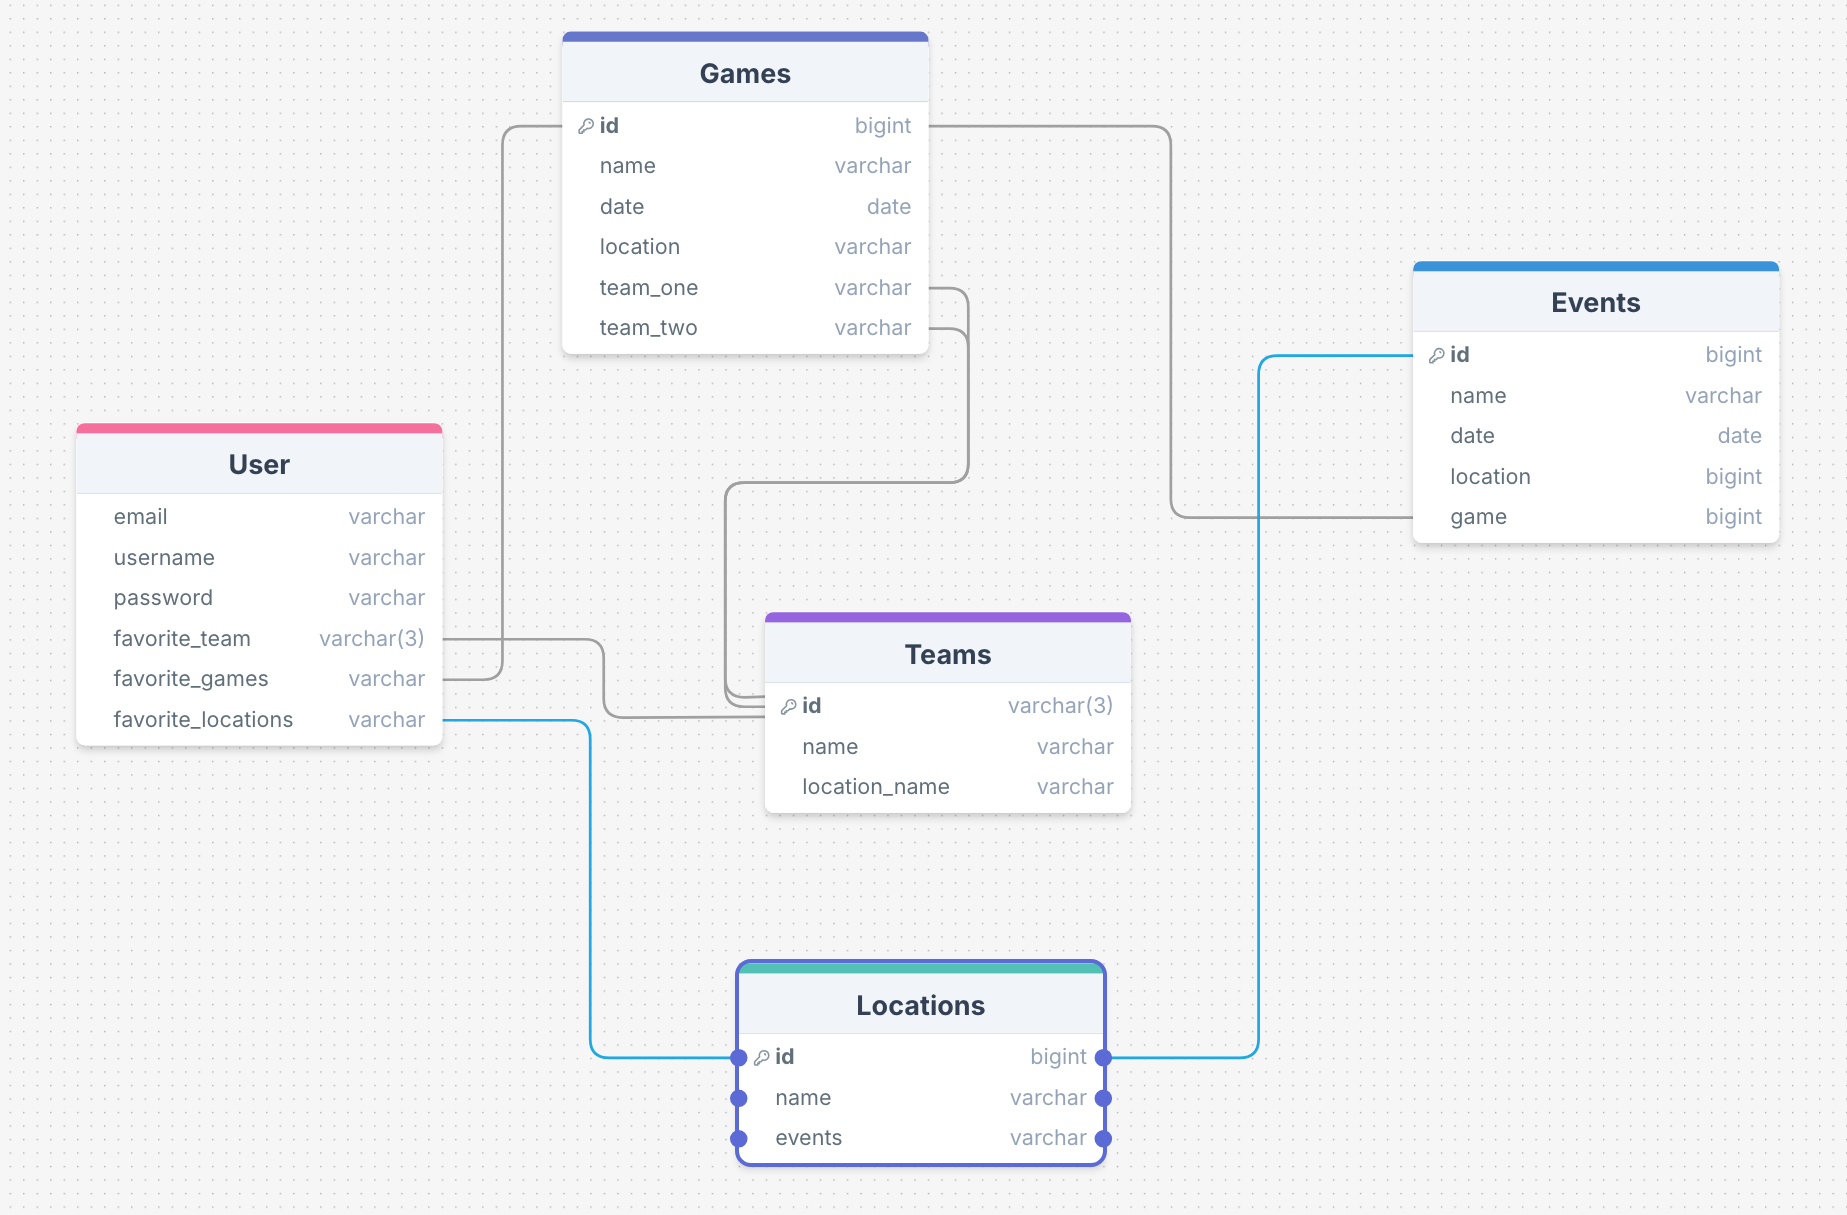 Games
id bigint
name varchar
date date
location varchar
team_one varchar
team_two varchar
Events
id bigint
name varchar
date date
location bigint
game bigint
User
email varchar
username varchar
password varchar
favorite_team varchar(3)
favorite_games varchar
favorite_locations varchar
Teams
id varchar(3)
name varchar
location_name varchar
Locations
id bigint
name varchar
events varchar